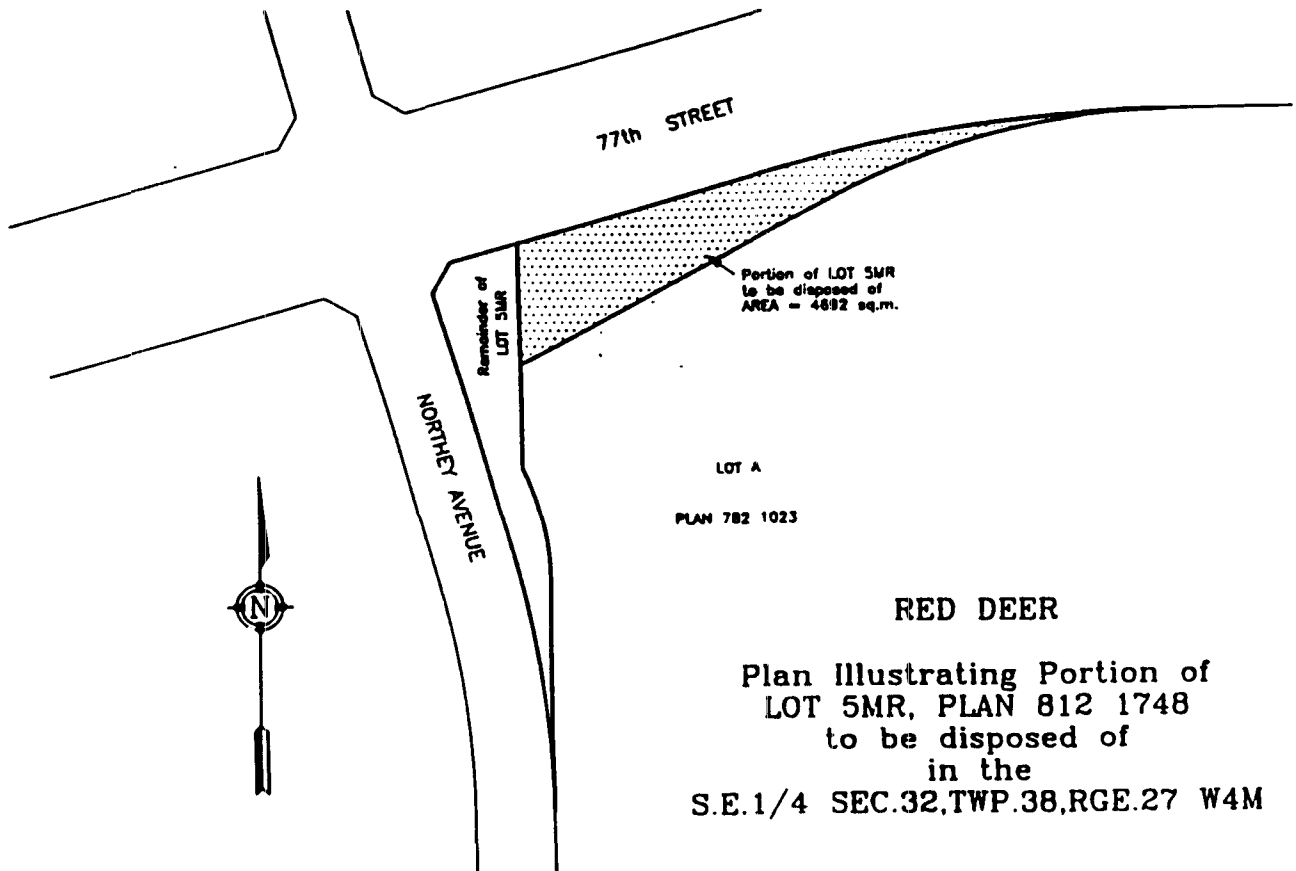 77th STREET
Portion of LOT 5MR
to be disposed of
AREA = 4692 sq.m.
Remainder of
LOT 5MR
NORTHEY AVENUE
LOT A
PLAN 782 1023
N
RED DEER
Plan Illustrating Portion of
LOT 5MR, PLAN 812 1748
to be disposed of
in the
S.E.1/4 SEC.32,TWP.38,RGE.27 W4M